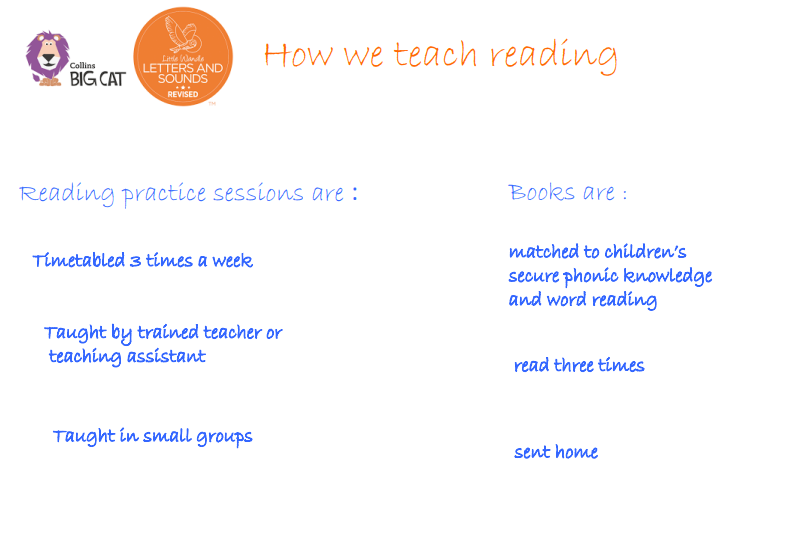 Collins
BIG CAT
Little Wandle
LETTERS AND
SOUNDS
REVISED
TM
How we teach reading
Reading practice sessions are :
Timetabled 3 times a week
Taught by trained teacher or
teaching assistant
Taught in small groups
Books are :
matched to children’s
secure phonic knowledge
and word reading
read three times
sent home